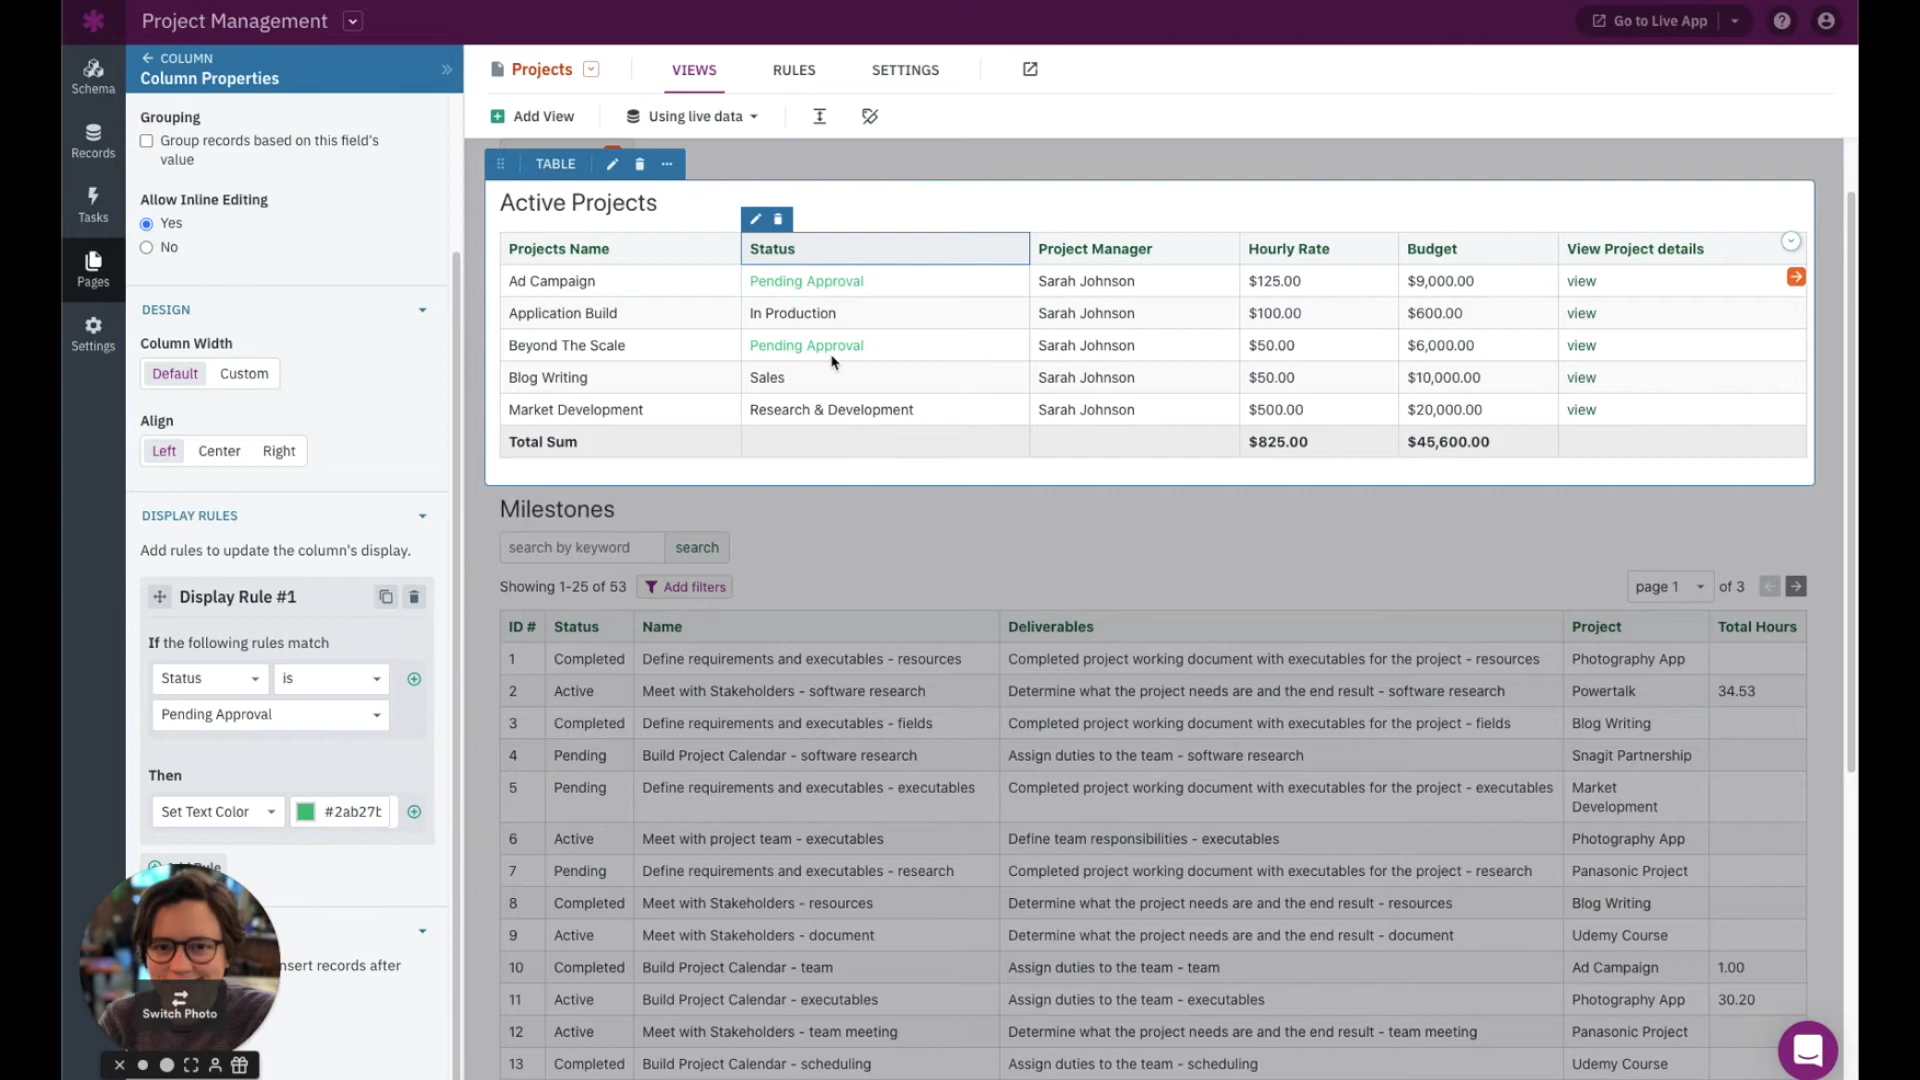 Project Management
Go to Live App
Schema
Records
Tasks
Pages
Settings
COLUMN
Column Properties
Grouping
Group records based on this field's
value
Allow Inline Editing
Yes
No
DESIGN
Column Width
Default Custom
Align
Left Center Right
DISPLAY RULES
Add rules to update the column's display.
Display Rule #1
If the following rules match
Status is
Pending Approval
Then
Set Text Color #2ab27b
Rule
nsert records after
Switch Photo
Projects VIEWS RULES SETTINGS
Add View Using live data
TABLE
Active Projects
Projects Name Status Project Manager Hourly Rate Budget View Project details
Ad Campaign Pending Approval Sarah Johnson $125.00 $9,000.00 view
Application Build In Production Sarah Johnson $100.00 $600.00 view
Beyond The Scale Pending Approval Sarah Johnson $50.00 $6,000.00 view
Blog Writing Sales Sarah Johnson $50.00 $10,000.00 view
Market Development Research & Development Sarah Johnson $500.00 $20,000.00 view
Total Sum $825.00 $45,600.00
Milestones
search by keyword search
Showing 1-25 of 53 Add filters page 1 of 3
ID # Status Name Deliverables Project Total Hours
1 Completed Define requirements and executables - resources Completed project working document with executables for the project - resources Photography App
2 Active Meet with Stakeholders - software research Determine what the project needs are and the end result - software research Powertalk 34.53
3 Completed Define requirements and executables - fields Completed project working document with executables for the project - fields Blog Writing
4 Pending Build Project Calendar - software research Assign duties to the team - software research Snagit Partnership
5 Pending Define requirements and executables - executables Completed project working document with executables for the project - executables Market
Development
6 Active Meet with project team - executables Define team responsibilities - executables Photography App
7 Pending Define requirements and executables - research Completed project working document with executables for the project - research Panasonic Project
8 Completed Meet with Stakeholders - resources Determine what the project needs are and the end result - resources Blog Writing
9 Active Meet with Stakeholders - document Determine what the project needs are and the end result - document Udemy Course
10 Completed Build Project Calendar - team Assign duties to the team - team Ad Campaign 1.00
11 Active Build Project Calendar - executables Assign duties to the team - executables Photography App 30.20
12 Active Meet with Stakeholders - team meeting Determine what the project needs are and the end result - team meeting Panasonic Project
13 Completed Build Project Calendar - scheduling Assign duties to the team - scheduling Udemy Course